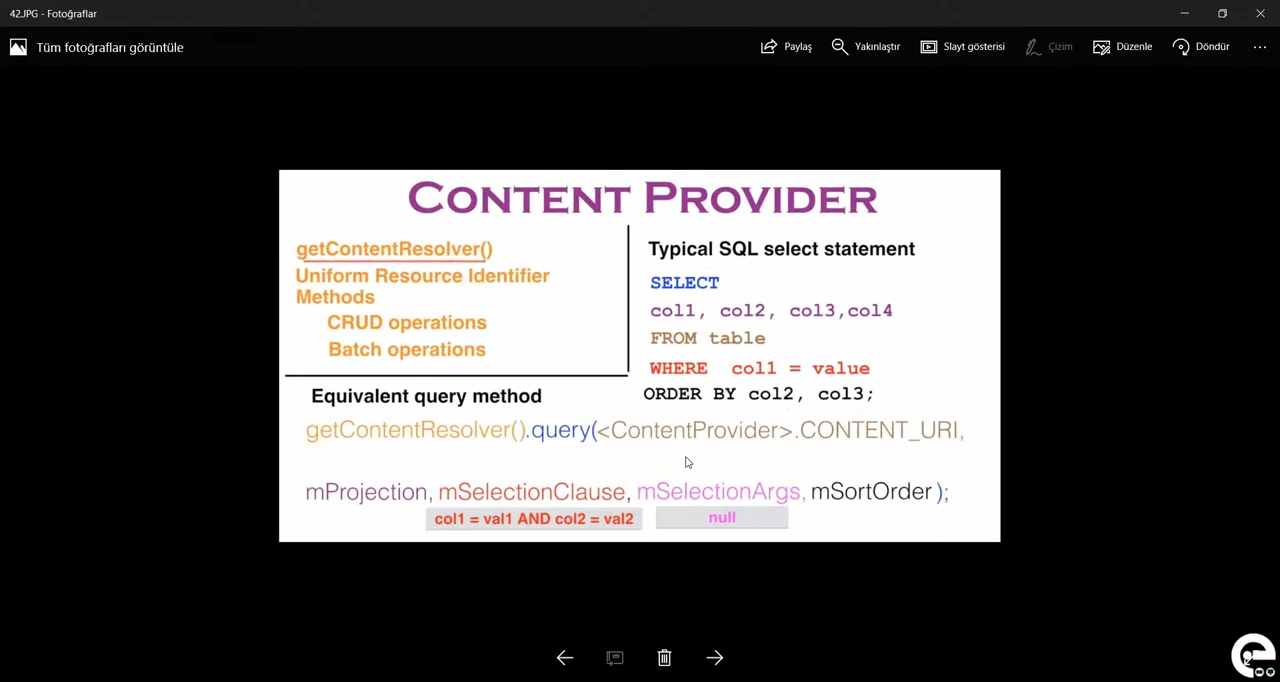 42.JPG - Fotoğraflar
Tüm fotoğrafları görüntüle
Paylaş
Yakınlaştır
Slayt gösterisi
Çizim
Düzenle
Döndür
CONTENT PROVIDER
getContentResolver()
Uniform Resource Identifier
Methods
CRUD operations
Batch operations
Typical SQL select statement
SELECT
col1, col2, col3,col4
FROM table
WHERE col1 = value
ORDER BY col2, col3;
Equivalent query method
getContentResolver().query(<ContentProvider>.CONTENT_URI,
mProjection, mSelectionClause, mSelectionArgs, mSortOrder );
col1 = val1 AND col2 = val2
null